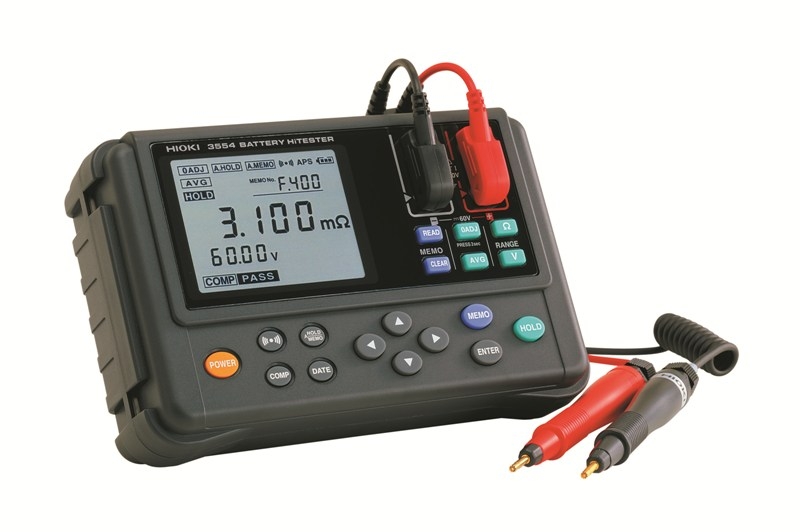 HIOKI 3554 BATTERY HiTESTER
0ADJ A.HOLD A.MEMO APS
AVG MEMO No. F.400
HOLD
3.100 mΩ
60.00 V
COMP PASS
60V
READ 0ADJ Ω
MEMO PRESS 2sec RANGE
CLEAR AVG V
MEMO
HOLD
HOLD A.MEMO
ENTER
POWER
COMP DATE